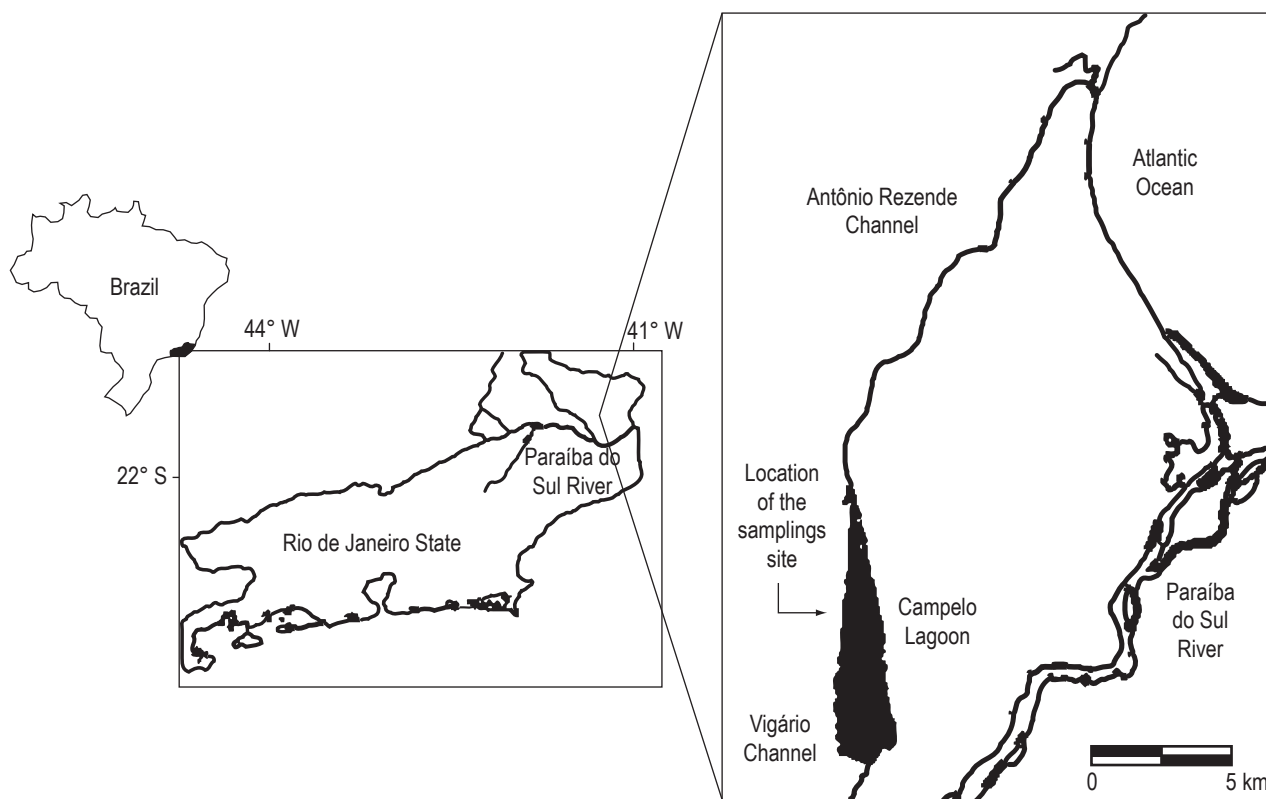 Brazil
44° W
41° W
22° S
Paraíba do
Sul River
Rio de Janeiro State
Antônio Rezende
Channel
Atlantic
Ocean
Location
of the
samplings
site
Campelo
Lagoon
Paraíba
do Sul
River
Vigário
Channel
0
5 km